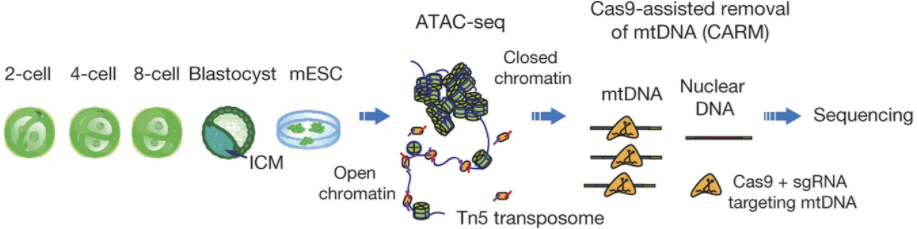 2-cell
4-cell
8-cell
Blastocyst
mESC
ICM
ATAC-seq
Closed
chromatin
Open
chromatin
Tn5 transposome
Cas9-assisted removal
of mtDNA (CARM)
mtDNA
Nuclear
DNA
Cas9 + sgRNA
targeting mtDNA
Sequencing